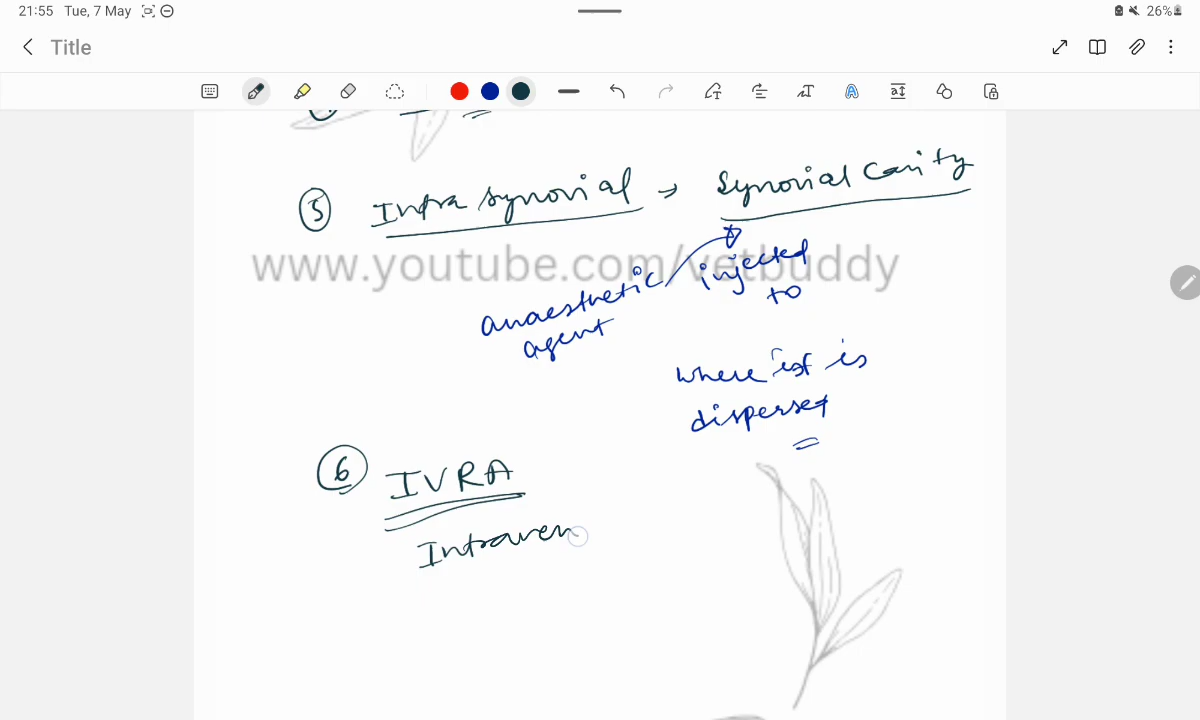 21:55 Tue, 7 May 26%
Title
⑤ Intra synovial → Synovial Cavity
www.youtube.com/vetbuddy
anaesthetic injected
agent to
where is
dispersed
⑥ IVRA
Intraven